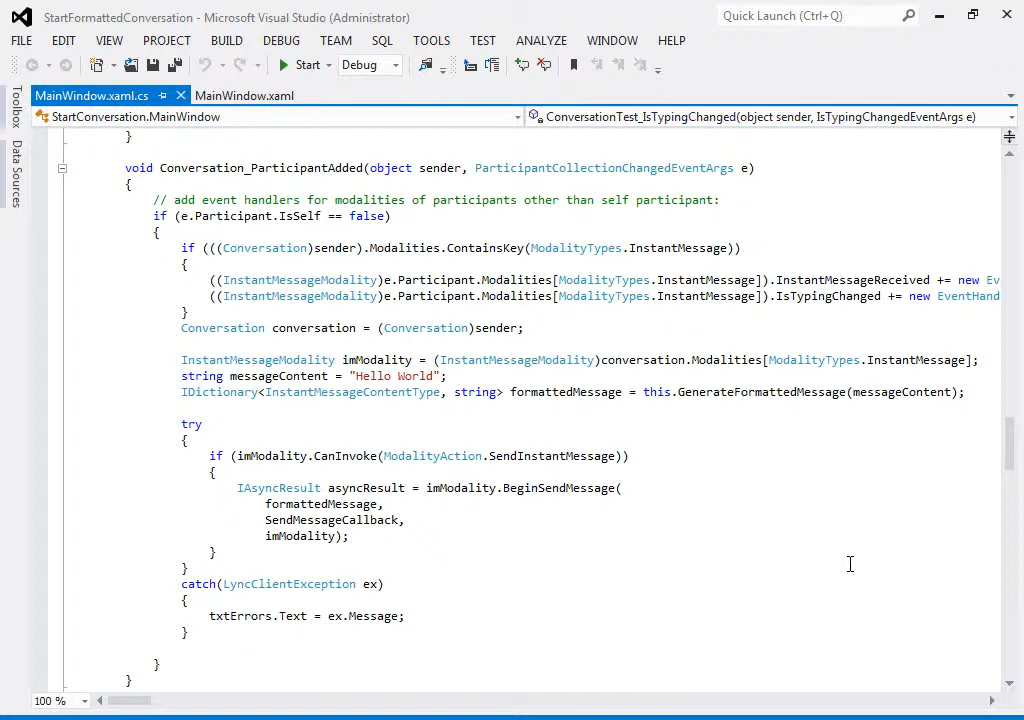 StartFormattedConversation - Microsoft Visual Studio (Administrator)
Quick Launch (Ctrl+Q)
FILE EDIT VIEW PROJECT BUILD DEBUG TEAM SQL TOOLS TEST ANALYZE WINDOW HELP
Start Debug
Toolbox
Data Sources
MainWindow.xaml.cs MainWindow.xaml
StartConversation.MainWindow ConversationTest_IsTypingChanged(object sender, IsTypingChangedEventArgs e)
}
void Conversation_ParticipantAdded(object sender, ParticipantCollectionChangedEventArgs e)
{
// add event handlers for modalities of participants other than self participant:
if (e.Participant.IsSelf == false)
{
if (((Conversation)sender).Modalities.ContainsKey(ModalityTypes.InstantMessage))
{
((InstantMessageModality)e.Participant.Modalities[ModalityTypes.InstantMessage]).InstantMessageReceived += new Ev
((InstantMessageModality)e.Participant.Modalities[ModalityTypes.InstantMessage]).IsTypingChanged += new EventHand
}
Conversation conversation = (Conversation)sender;
InstantMessageModality imModality = (InstantMessageModality)conversation.Modalities[ModalityTypes.InstantMessage];
string messageContent = "Hello World";
IDictionary<InstantMessageContentType, string> formattedMessage = this.GenerateFormattedMessage(messageContent);
try
{
if (imModality.CanInvoke(ModalityAction.SendInstantMessage))
{
IAsyncResult asyncResult = imModality.BeginSendMessage(
formattedMessage,
SendMessageCallback,
imModality);
}
}
catch(LyncClientException ex)
{
txtErrors.Text = ex.Message;
}
}
}
100 %